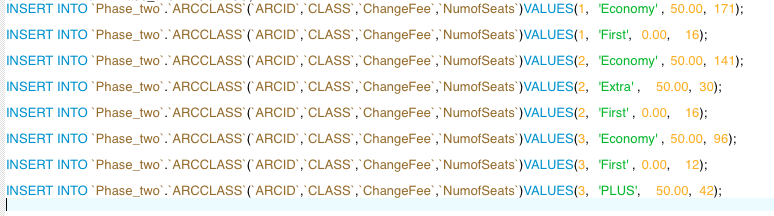 INSERT INTO `Phase_two`.`ARCCLASS`(`ARCID`,`CLASS`,`ChangeFee`,`NumofSeats`)VALUES(1, 'Economy', 50.00, 171);
INSERT INTO `Phase_two`.`ARCCLASS`(`ARCID`,`CLASS`,`ChangeFee`,`NumofSeats`)VALUES(1, 'First', 0.00, 16);
INSERT INTO `Phase_two`.`ARCCLASS`(`ARCID`,`CLASS`,`ChangeFee`,`NumofSeats`)VALUES(2, 'Economy', 50.00, 141);
INSERT INTO `Phase_two`.`ARCCLASS`(`ARCID`,`CLASS`,`ChangeFee`,`NumofSeats`)VALUES(2, 'Extra', 50.00, 30);
INSERT INTO `Phase_two`.`ARCCLASS`(`ARCID`,`CLASS`,`ChangeFee`,`NumofSeats`)VALUES(2, 'First', 0.00, 16);
INSERT INTO `Phase_two`.`ARCCLASS`(`ARCID`,`CLASS`,`ChangeFee`,`NumofSeats`)VALUES(3, 'Economy', 50.00, 96);
INSERT INTO `Phase_two`.`ARCCLASS`(`ARCID`,`CLASS`,`ChangeFee`,`NumofSeats`)VALUES(3, 'First', 0.00, 12);
INSERT INTO `Phase_two`.`ARCCLASS`(`ARCID`,`CLASS`,`ChangeFee`,`NumofSeats`)VALUES(3, 'PLUS', 50.00, 42);